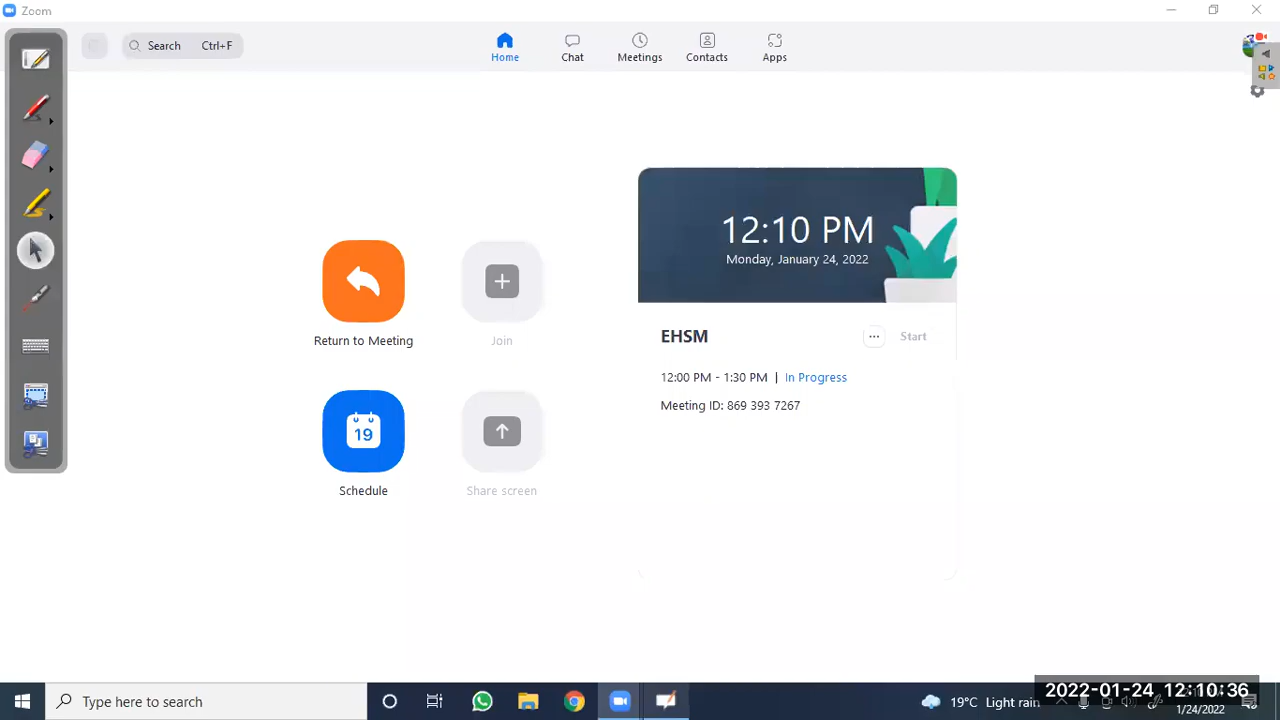 Zoom
Search Ctrl+F
Home
Chat
Meetings
Contacts
Apps
12:10 PM
Monday, January 24, 2022
Return to Meeting
Join
EHSM
Start
12:00 PM - 1:30 PM | In Progress
Meeting ID: 869 393 7267
19
Schedule
Share screen
Type here to search
19°C Light rain
2022-01-24 12:10:36
1/24/2022